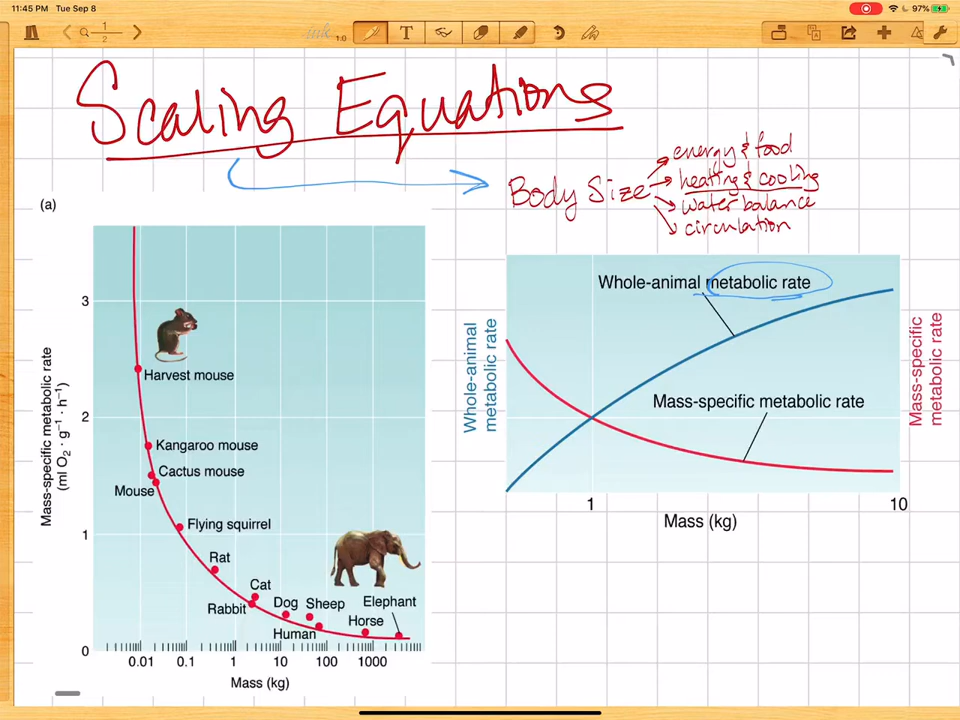 11:45 PM Tue Sep 8
97%
1
2
ink
1.0
T
Scaling Equations
Body Size
energy & food
heating & cooling
water balance
circulation
(a)
Mass-specific metabolic rate
(ml O2 · g-1 · h-1)
3
2
1
0
Harvest mouse
Kangaroo mouse
Cactus mouse
Mouse
Flying squirrel
Rat
Cat
Rabbit
Dog
Sheep
Elephant
Horse
Human
0.01 0.1 1 10 100 1000
Mass (kg)
Whole-animal metabolic rate
Whole-animal
metabolic rate
Mass-specific metabolic rate
Mass-specific
metabolic rate
1 10
Mass (kg)